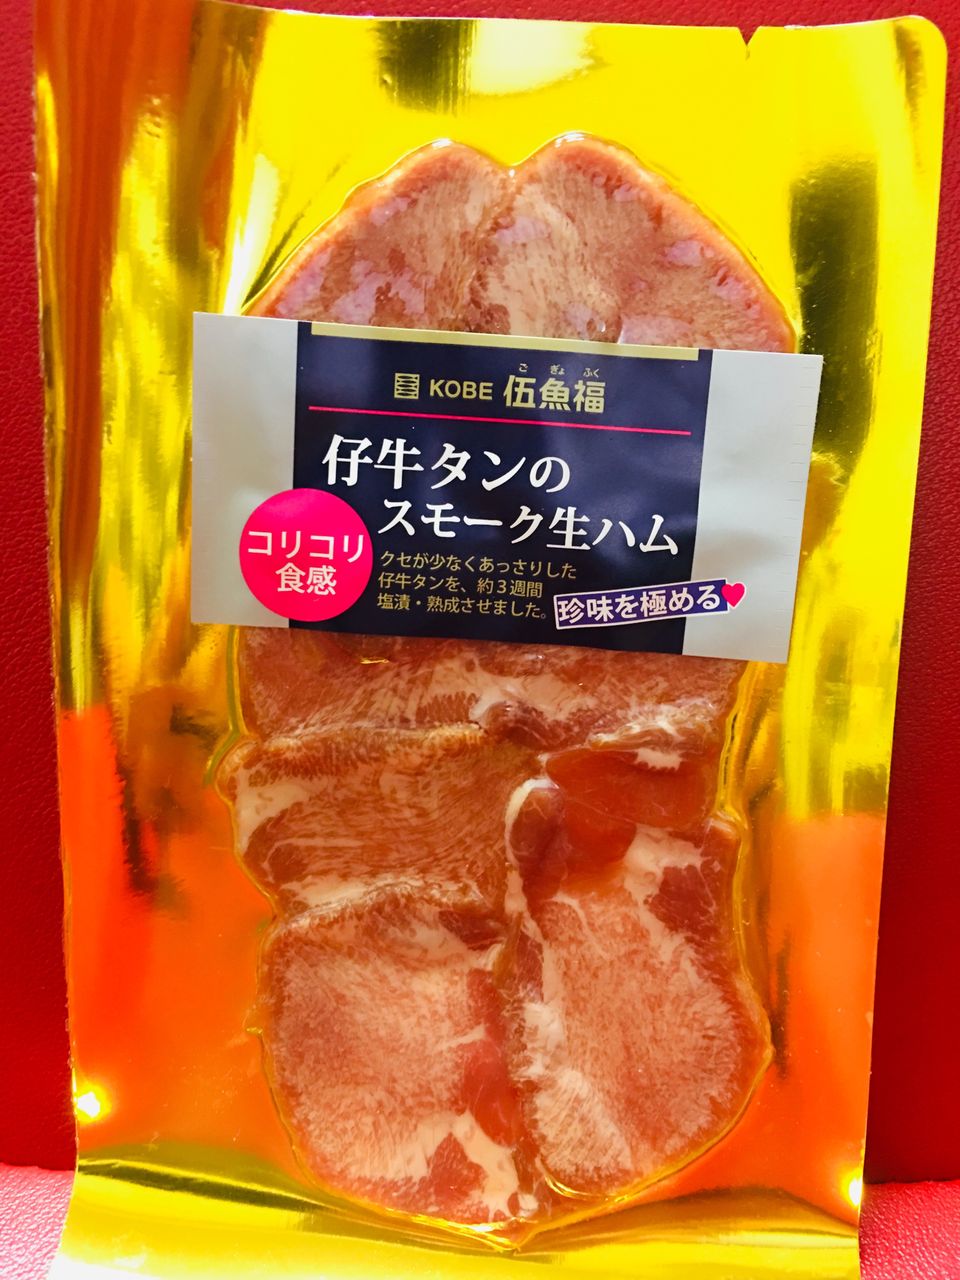 KOBE 伍魚福
ご ぎょ ふく
仔牛タンの
スモーク生ハム
コリコリ
食感
クセが少なくあっさりした
仔牛タンを、約3週間
塩漬・熟成させました。
珍味を極める